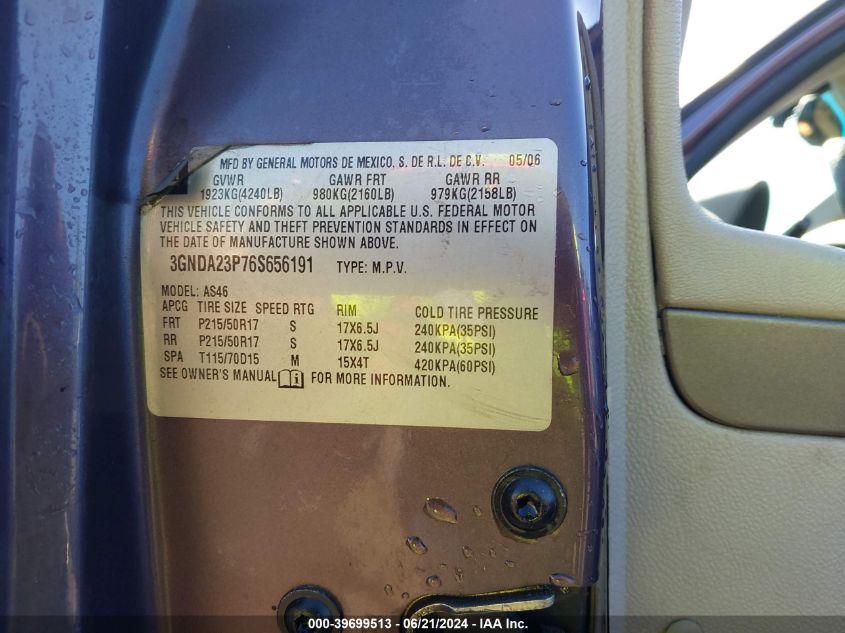 MFD BY GENERAL MOTORS DE MEXICO, S. DE R.L. DE C.V. 05/06
GVWR GAWR FRT GAWR RR
1923KG(4240LB) 980KG(2160LB) 979KG(2158LB)
THIS VEHICLE CONFORMS TO ALL APPLICABLE U.S. FEDERAL MOTOR
VEHICLE SAFETY AND THEFT PREVENTION STANDARDS IN EFFECT ON
THE DATE OF MANUFACTURE SHOWN ABOVE.
3GNDA23P76S656191 TYPE: M.P.V.
MODEL: AS46
APCG TIRE SIZE SPEED RTG RIM COLD TIRE PRESSURE
FRT P215/50R17 S 17X6.5J 240KPA(35PSI)
RR P215/50R17 S 17X6.5J 240KPA(35PSI)
SPA T115/70D15 M 15X4T 420KPA(60PSI)
SEE OWNER'S MANUAL FOR MORE INFORMATION.
000-39699513 - 06/21/2024 - IAA Inc.